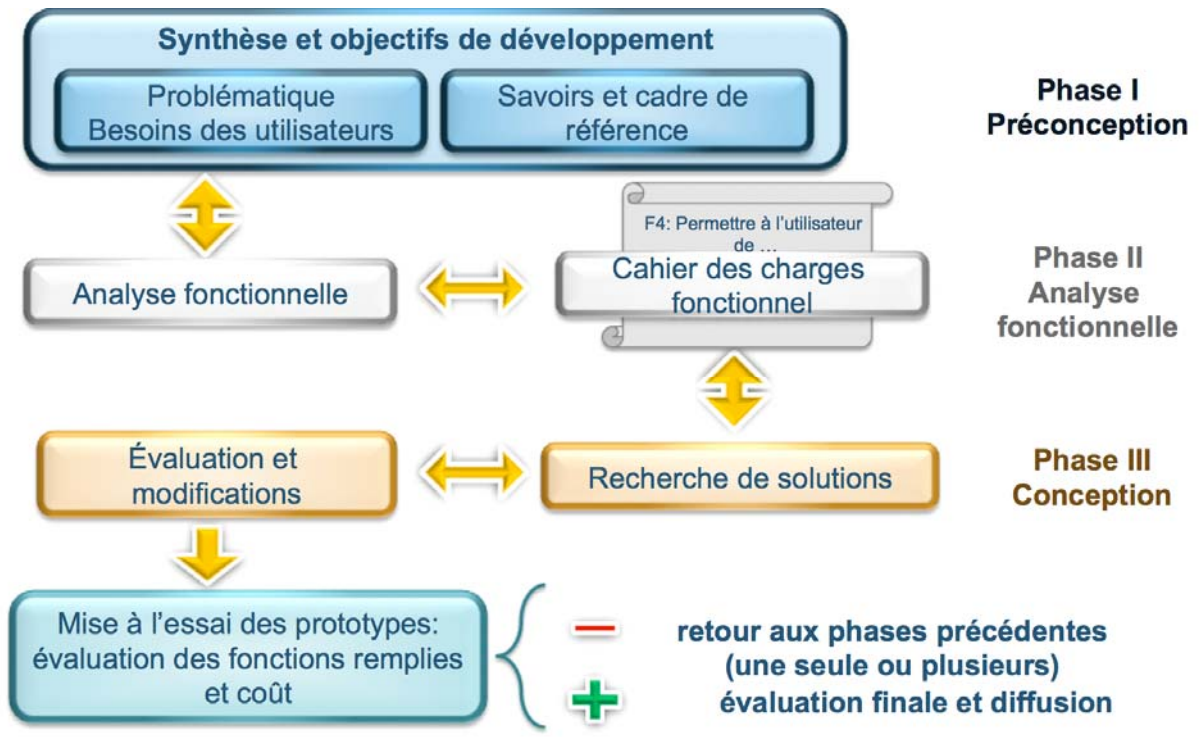 Synthèse et objectifs de développement
Problématique
Besoins des utilisateurs
Savoirs et cadre de
référence
Phase I
Préconception
F4: Permettre à l'utilisateur
de ...
Analyse fonctionnelle
Cahier des charges
fonctionnel
Phase II
Analyse
fonctionnelle
Évaluation et
modifications
Recherche de solutions
Phase III
Conception
Mise à l'essai des prototypes:
évaluation des fonctions remplies
et coût
retour aux phases précédentes
(une seule ou plusieurs)
évaluation finale et diffusion